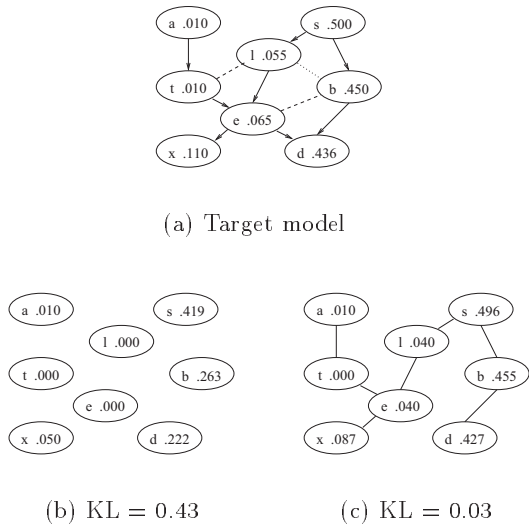 a .010
s .500
l .055
t .010
b .450
e .065
x .110
d .436
(a) Target model
a .010
s .419
l .000
t .000
b .263
e .000
x .050
d .222
(b) KL = 0.43
a .010
s .496
l .040
t .000
b .455
e .040
x .087
d .427
(c) KL = 0.03